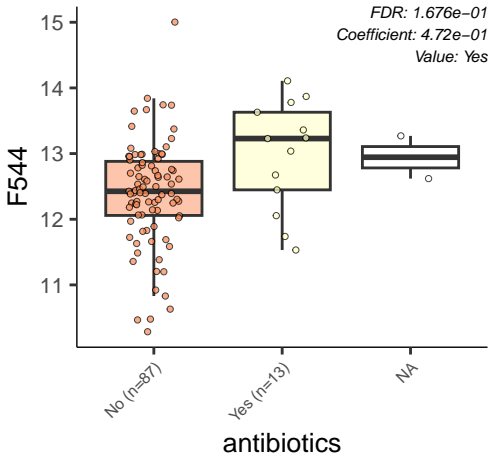 FDR: 1.676e−01
Coefficient: 4.72e−01
Value: Yes
F544
15
14
13
12
11
No (n=87)
Yes (n=13)
NA
antibiotics